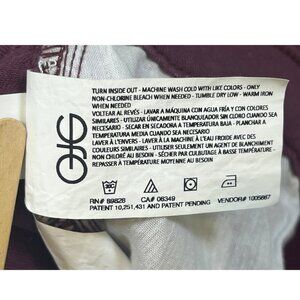 TURN INSIDE OUT - MACHINE WASH COLD WITH LIKE COLORS - ONLY
NON-CHLORINE BLEACH WHEN NEEDED - TUMBLE DRY LOW - WARM IRON
WHEN NEEDED
VOLTEAR AL REVÉS - LAVAR A MÁQUINA CON AGUA FRÍA Y CON COLORES
SIMILARES - UTILIZAR ÚNICAMENTE BLANQUEADOR SIN CLORO CUANDO SEA
NECESARIO - SECAR EN SECADORA A TEMPERATURA BAJA - PLANCHAR A
TEMPERATURA MEDIA CUANDO SEA NECESARIO
LAVER À L'ENVERS - LAVER À LA MACHINE À L'EAU FROIDE AVEC DES
COULEURS SIMILAIRES - UTILISER SEULEMENT UN AGENT DE BLANCHIMENT
NON CHLORÉ AU BESOIN - SÉCHER PAR CULBUTAGE À BASSE TEMPÉRATURE -
REPASSER À TEMPÉRATURE MOYENNE AU BESOIN
RN# 89828 CA# 06349
PATENT 10,251,431 AND PATENT PENDING VENDOR# 1005667